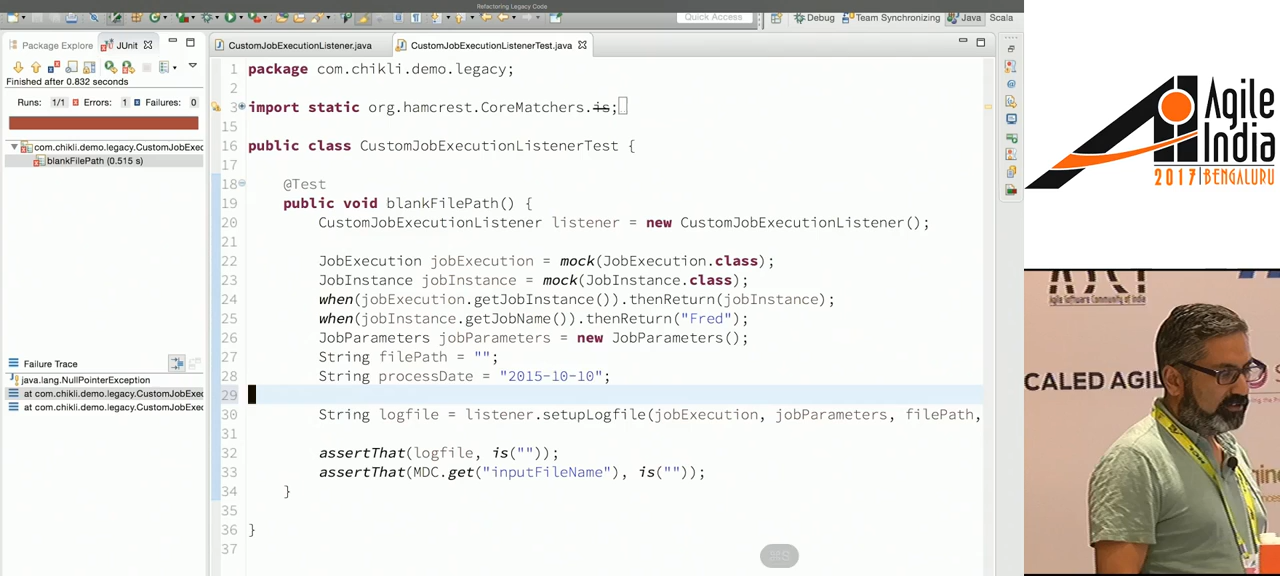 Refactoring Legacy Code
Quick Access
Debug
Team Synchronizing
Java
Scala
Package Explorer
JUnit
CustomJobExecutionListener.java
CustomJobExecutionListenerTest.java
Finished after 0.832 seconds
Runs: 1/1
Errors: 1
Failures: 0
com.chikli.demo.legacy.CustomJobExec
blankFilePath (0.515 s)
Failure Trace
java.lang.NullPointerException
at com.chikli.demo.legacy.CustomJobExec
at com.chikli.demo.legacy.CustomJobExec
1 package com.chikli.demo.legacy;
2
3 import static org.hamcrest.CoreMatchers.is;
15
16 public class CustomJobExecutionListenerTest {
17
18 @Test
19 public void blankFilePath() {
20 CustomJobExecutionListener listener = new CustomJobExecutionListener();
21
22 JobExecution jobExecution = mock(JobExecution.class);
23 JobInstance jobInstance = mock(JobInstance.class);
24 when(jobExecution.getJobInstance()).thenReturn(jobInstance);
25 when(jobInstance.getJobName()).thenReturn("Fred");
26 JobParameters jobParameters = new JobParameters();
27 String filePath = "";
28 String processDate = "2015-10-10";
29
30 String logfile = listener.setupLogfile(jobExecution, jobParameters, filePath,
31
32 assertThat(logfile, is(""));
33 assertThat(MDC.get("inputFileName"), is(""));
34 }
35
36 }
37
Agile
India
2017 | BENGALURU
Agile Software Community of India
CALED AGIL